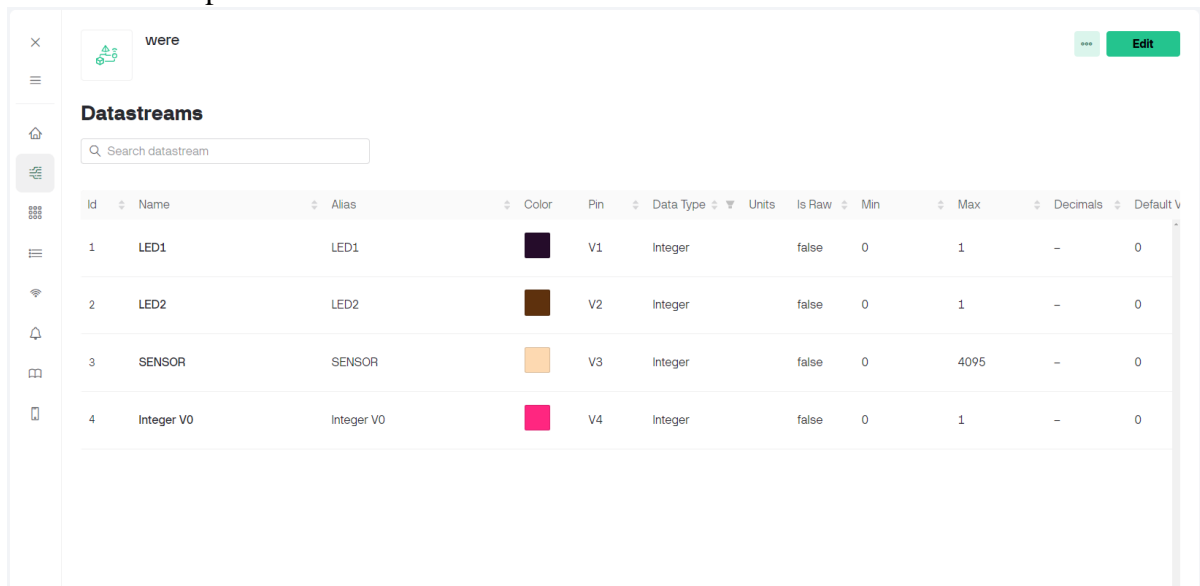 were
Edit
Datastreams
Search datastream
Id Name Alias Color Pin Data Type Units Is Raw Min Max Decimals Default V
1 LED1 LED1 V1 Integer false 0 1 – 0
2 LED2 LED2 V2 Integer false 0 1 – 0
3 SENSOR SENSOR V3 Integer false 0 4095 – 0
4 Integer V0 Integer V0 V4 Integer false 0 1 – 0